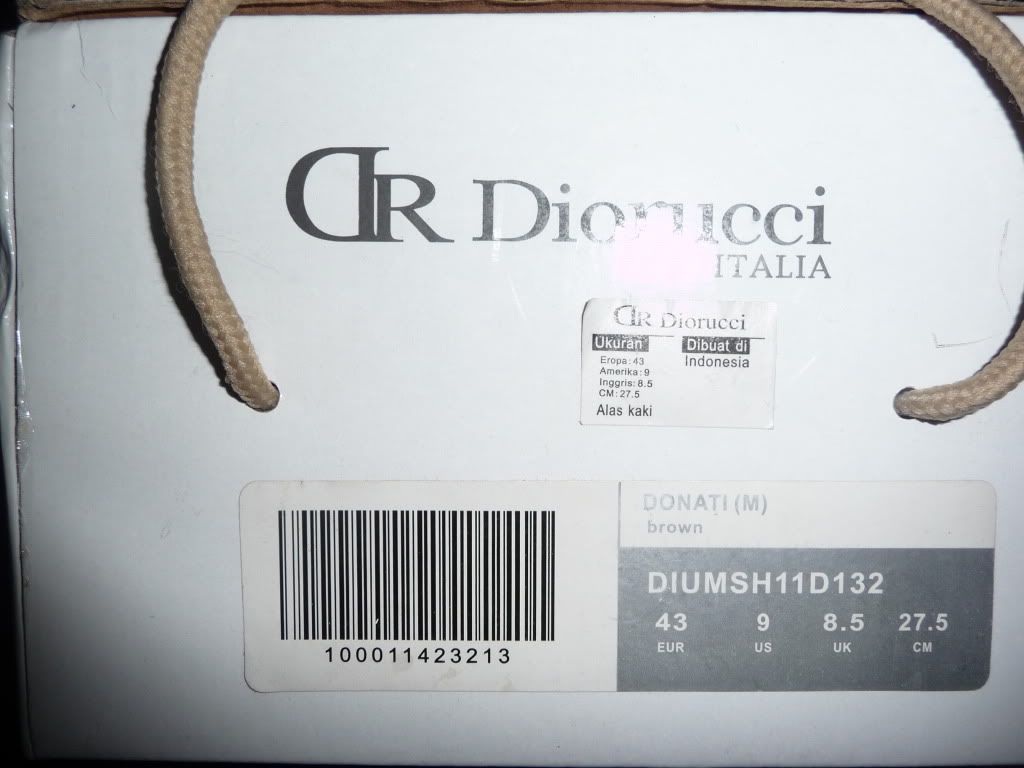 DR Diorucci
ITALIA
DR Diorucci
Ukuran Dibuat di
Eropa: 43 Indonesia
Amerika: 9
Inggris: 8.5
CM: 27.5
Alas kaki
DONATI (M)
brown
DIUMSH11D132
43 9 8.5 27.5
EUR US UK CM
100011423213